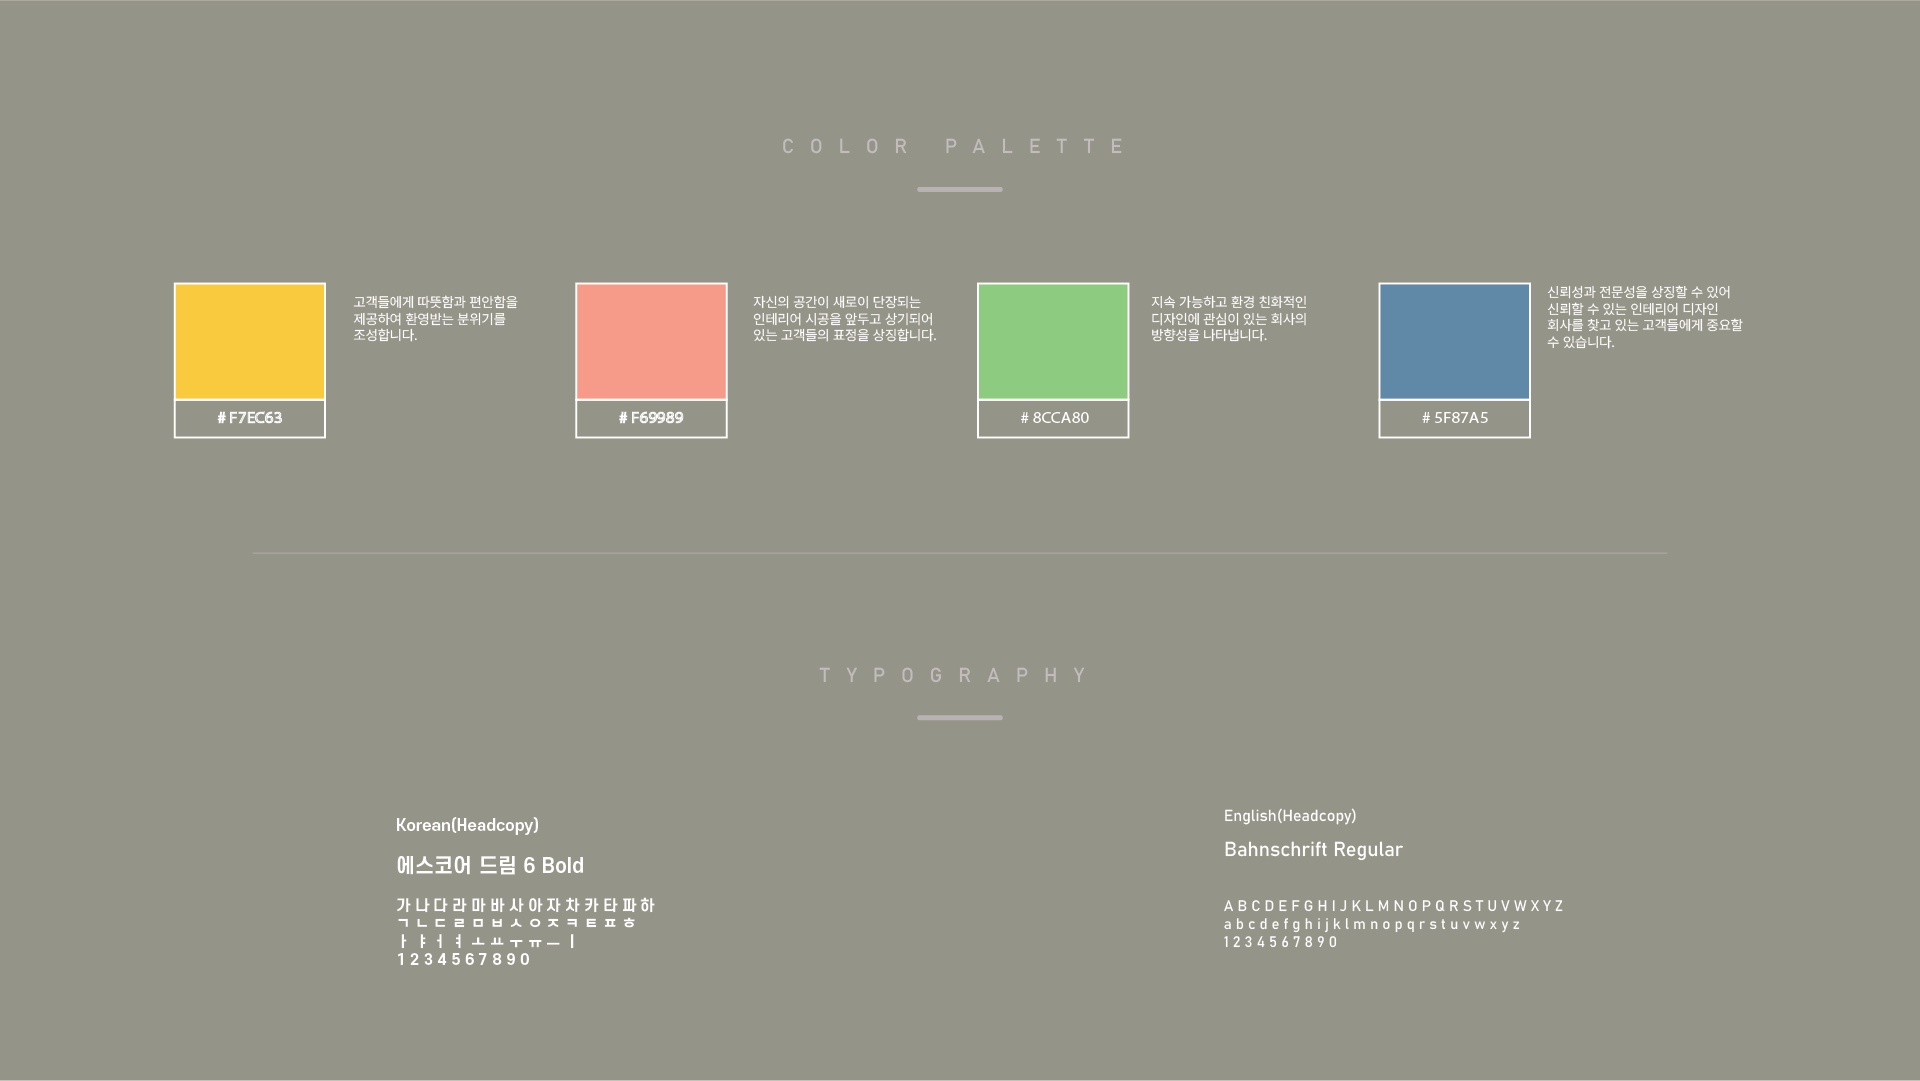 COLOR PALETTE
# F7EC63
고객들에게 따뜻함과 편안함을
제공하여 환영받는 분위기를
조성합니다.
# F69989
자신의 공간이 새로이 단장되는
인테리어 시공을 앞두고 상기되어
있는 고객들의 표정을 상징합니다.
# 8CCA80
지속 가능하고 환경 친화적인
디자인에 관심이 있는 회사의
방향성을 나타냅니다.
# 5F87A5
신뢰성과 전문성을 상징할 수 있어
신뢰할 수 있는 인테리어 디자인
회사를 찾고 있는 고객들에게 중요할
수 있습니다.
TYPOGRAPHY
Korean(Headcopy)
에스코어 드림 6 Bold
가 나 다 라 마 바 사 아 자 차 카 타 파 하
ㄱ ㄴ ㄷ ㄹ ㅁ ㅂ ㅅ ㅇ ㅈ ㅋ ㅌ ㅍ ㅎ
ㅏ ㅑ ㅓ ㅕ ㅗ ㅛ ㅜ ㅠ ㅡ ㅣ
1 2 3 4 5 6 7 8 9 0
English(Headcopy)
Bahnschrift Regular
A B C D E F G H I J K L M N O P Q R S T U V W X Y Z
a b c d e f g h i j k l m n o p q r s t u v w x y z
1 2 3 4 5 6 7 8 9 0